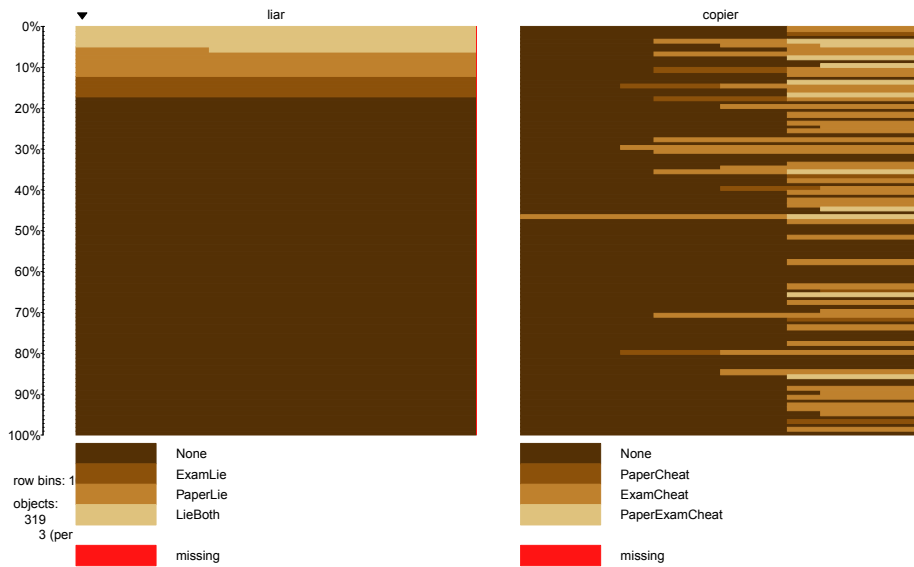 liar
copier
0%
10%
20%
30%
40%
50%
60%
70%
80%
90%
100%
None
ExamLie
PaperLie
LieBoth
missing
row bins: 1
objects:
319
3 (per
None
PaperCheat
ExamCheat
PaperExamCheat
missing